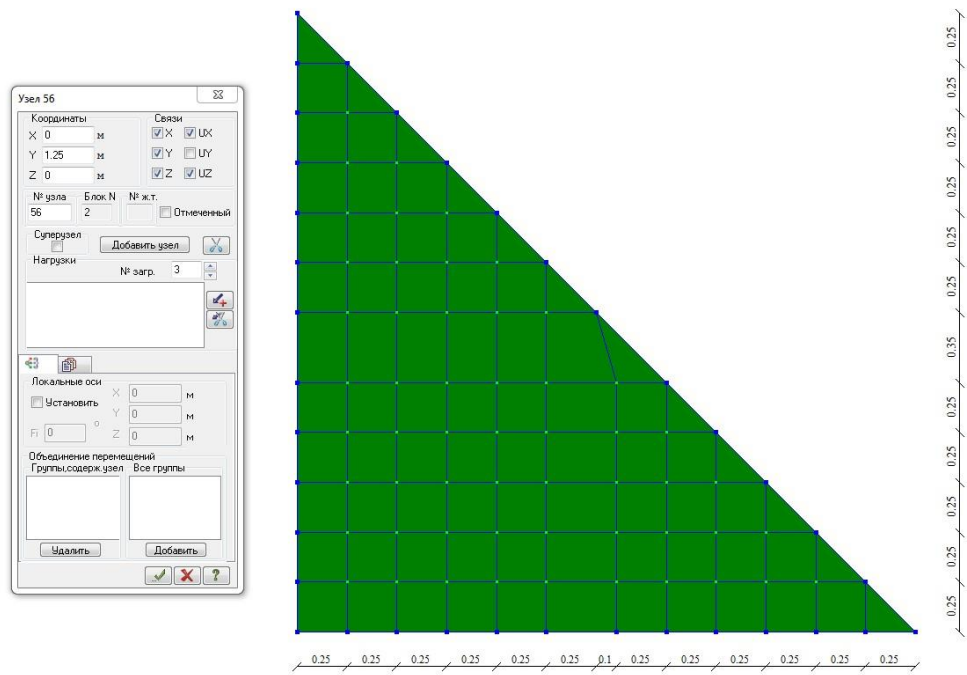 Узел 56
Координаты
Связи
X 0 м
X UX
Y 1.25 м
Y UY
Z 0 м
Z UZ
№ узла Блок N № ж.т.
56 2 Отмеченный
Суперузел
Добавить узел
Нагрузки
№ загр. 3
Локальные оси
Установить
X 0 м
Y 0 м
Fi 0 °
Z 0 м
Объединение перемещений
Группы,содерж.узел Все группы
Удалить Добавить
?
0.25
0.25
0.25
0.25
0.25
0.25
0.35
0.25
0.25
0.25
0.25
0.25
0.25 0.25 0.25 0.25 0.25 0.25 0.1 0.25 0.25 0.25 0.25 0.25 0.25